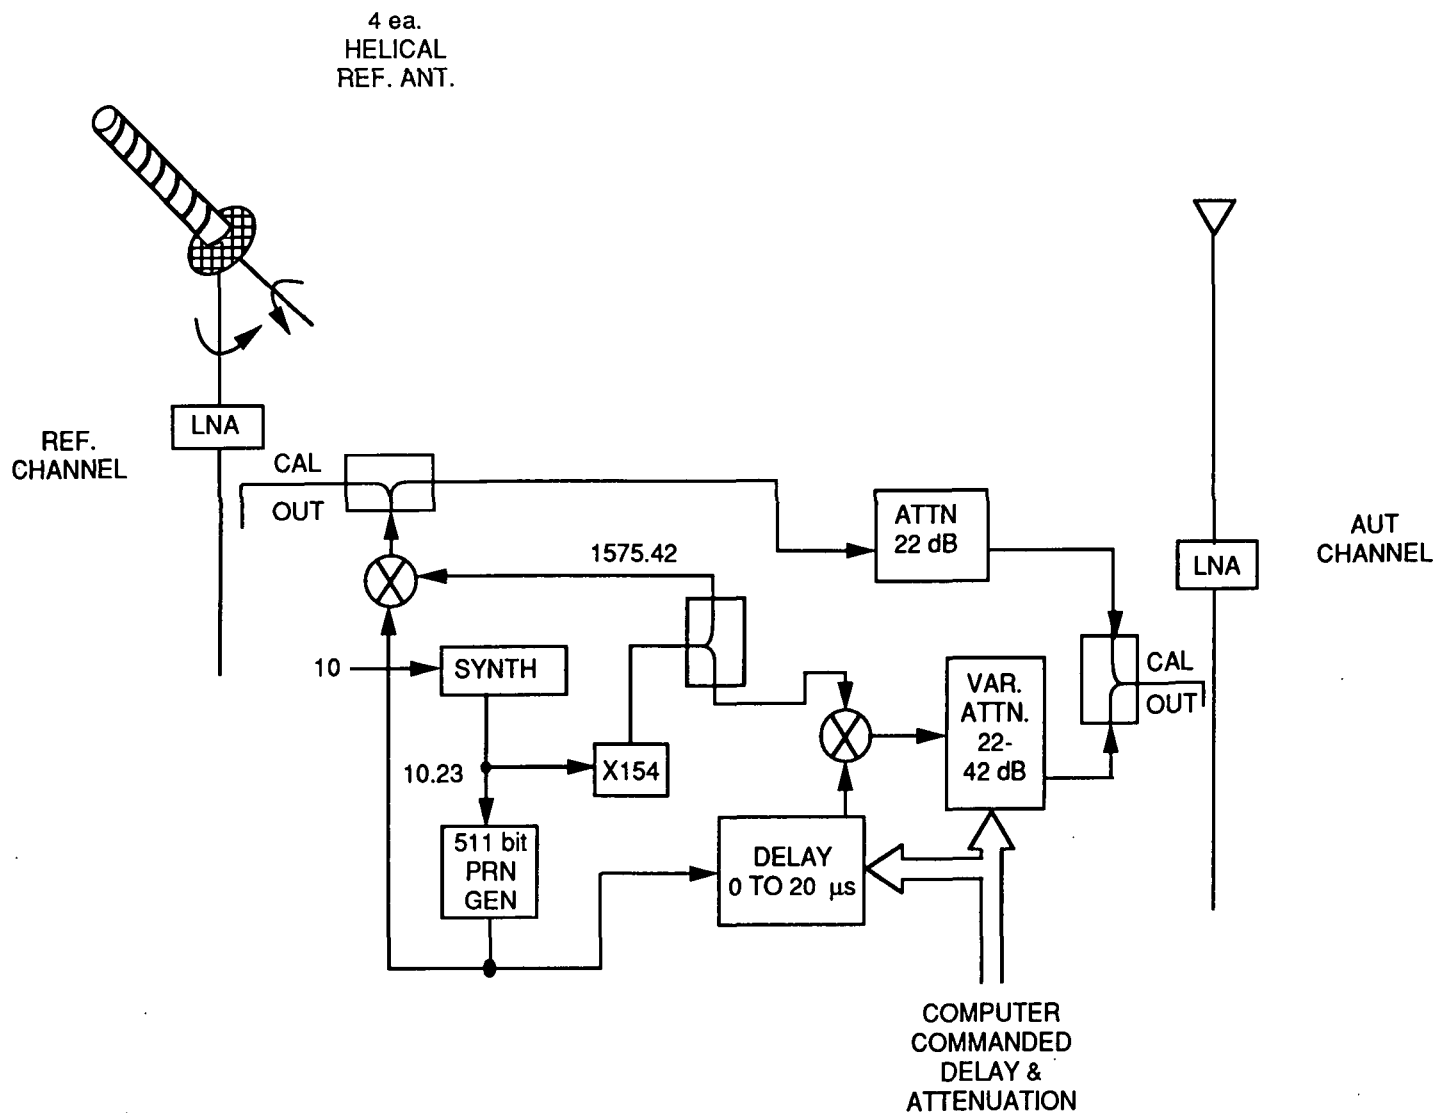 4 ea.
HELICAL
REF. ANT.
LNA
REF.
CHANNEL
CAL
OUT
ATTN
22 dB
AUT
CHANNEL
LNA
1575.42
10
SYNTH
CAL
OUT
VAR.
ATTN.
22-
42 dB
10.23
X154
511 bit
PRN
GEN
DELAY
0 TO 20 µs
COMPUTER
COMMANDED
DELAY &
ATTENUATION